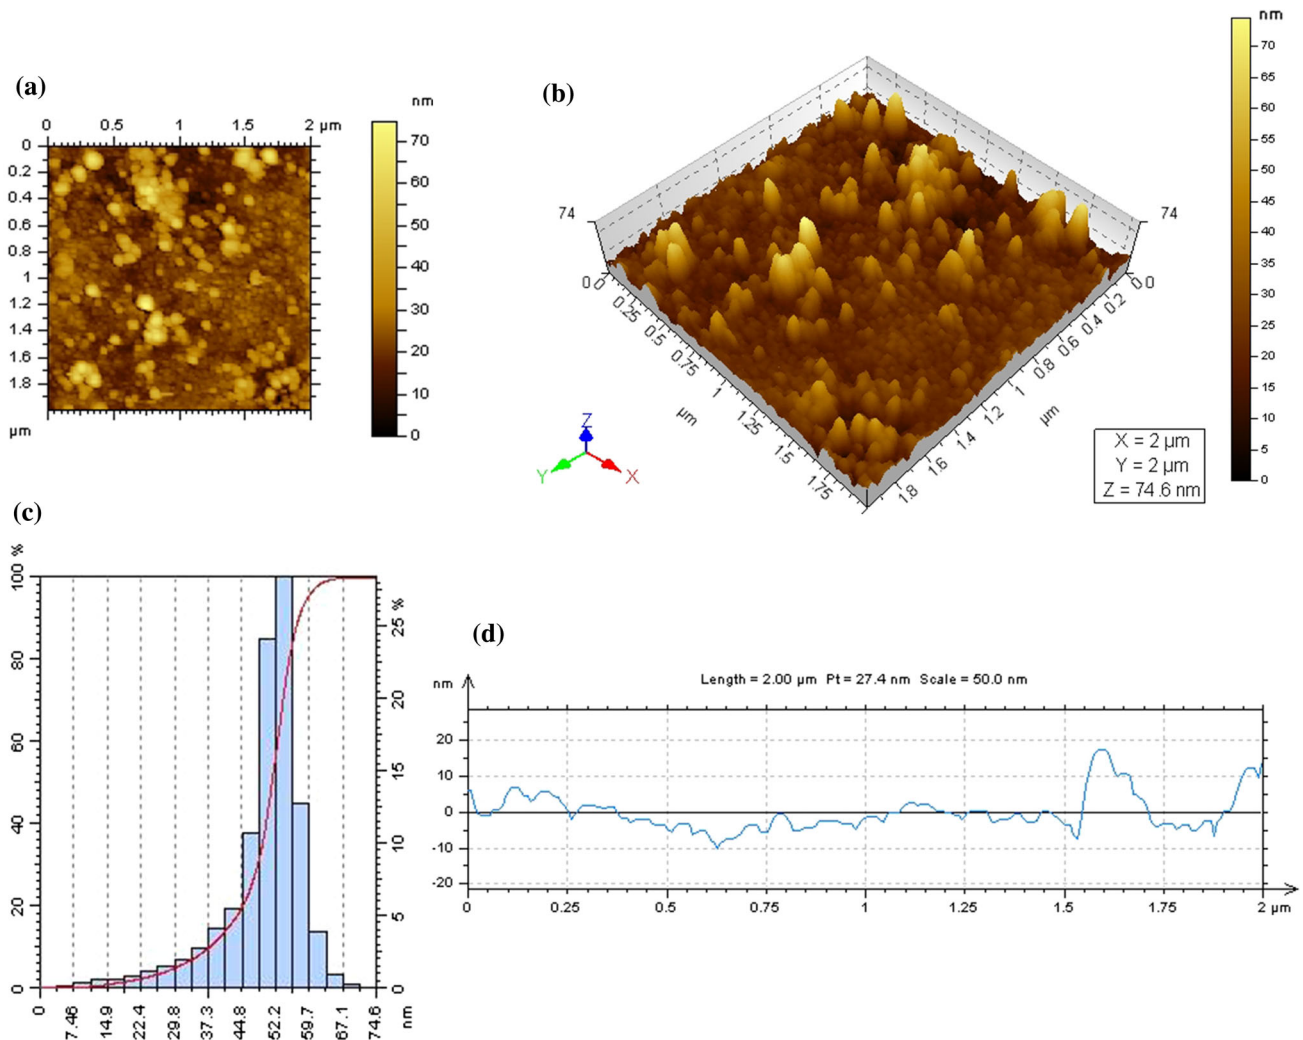 (a)
nm
0 0.5 1 1.5 2 µm
0
0.2
0.4
0.6
0.8
1
1.2
1.4
1.6
1.8
µm
70
60
50
40
30
20
10
0
(b)
nm
70
65
60
55
50
45
40
35
30
25
20
15
10
5
0
74
74
0 0 0.25 0.5 0.75 1 1.25 1.5 1.75
µm
0.0 0.2 0.4 0.6 0.8 1 1.2 1.4 1.6 1.8
µm
Z
Y X
X = 2 µm
Y = 2 µm
Z = 74.6 nm
(c)
%
100
80
60
40
20
0
%
25
20
15
10
5
0
0 7.46 14.9 22.4 29.8 37.3 44.8 52.2 59.7 67.1 74.6
nm
(d)
Length = 2.00 µm Pt = 27.4 nm Scale = 50.0 nm
nm
20
10
0
-10
-20
0 0.25 0.5 0.75 1 1.25 1.5 1.75 2 µm